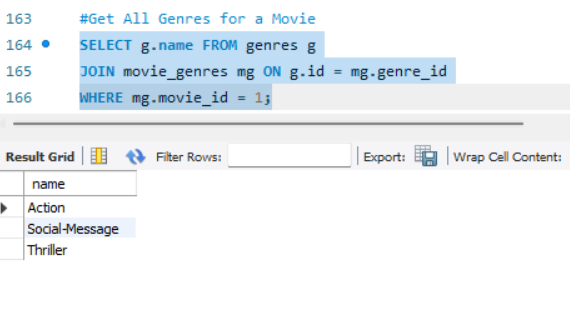 163 #Get All Genres for a Movie
164 SELECT g.name FROM genres g
165 JOIN movie_genres mg ON g.id = mg.genre_id
166 WHERE mg.movie_id = 1;
Result Grid Filter Rows: Export: Wrap Cell Content:
name
Action
Social-Message
Thriller